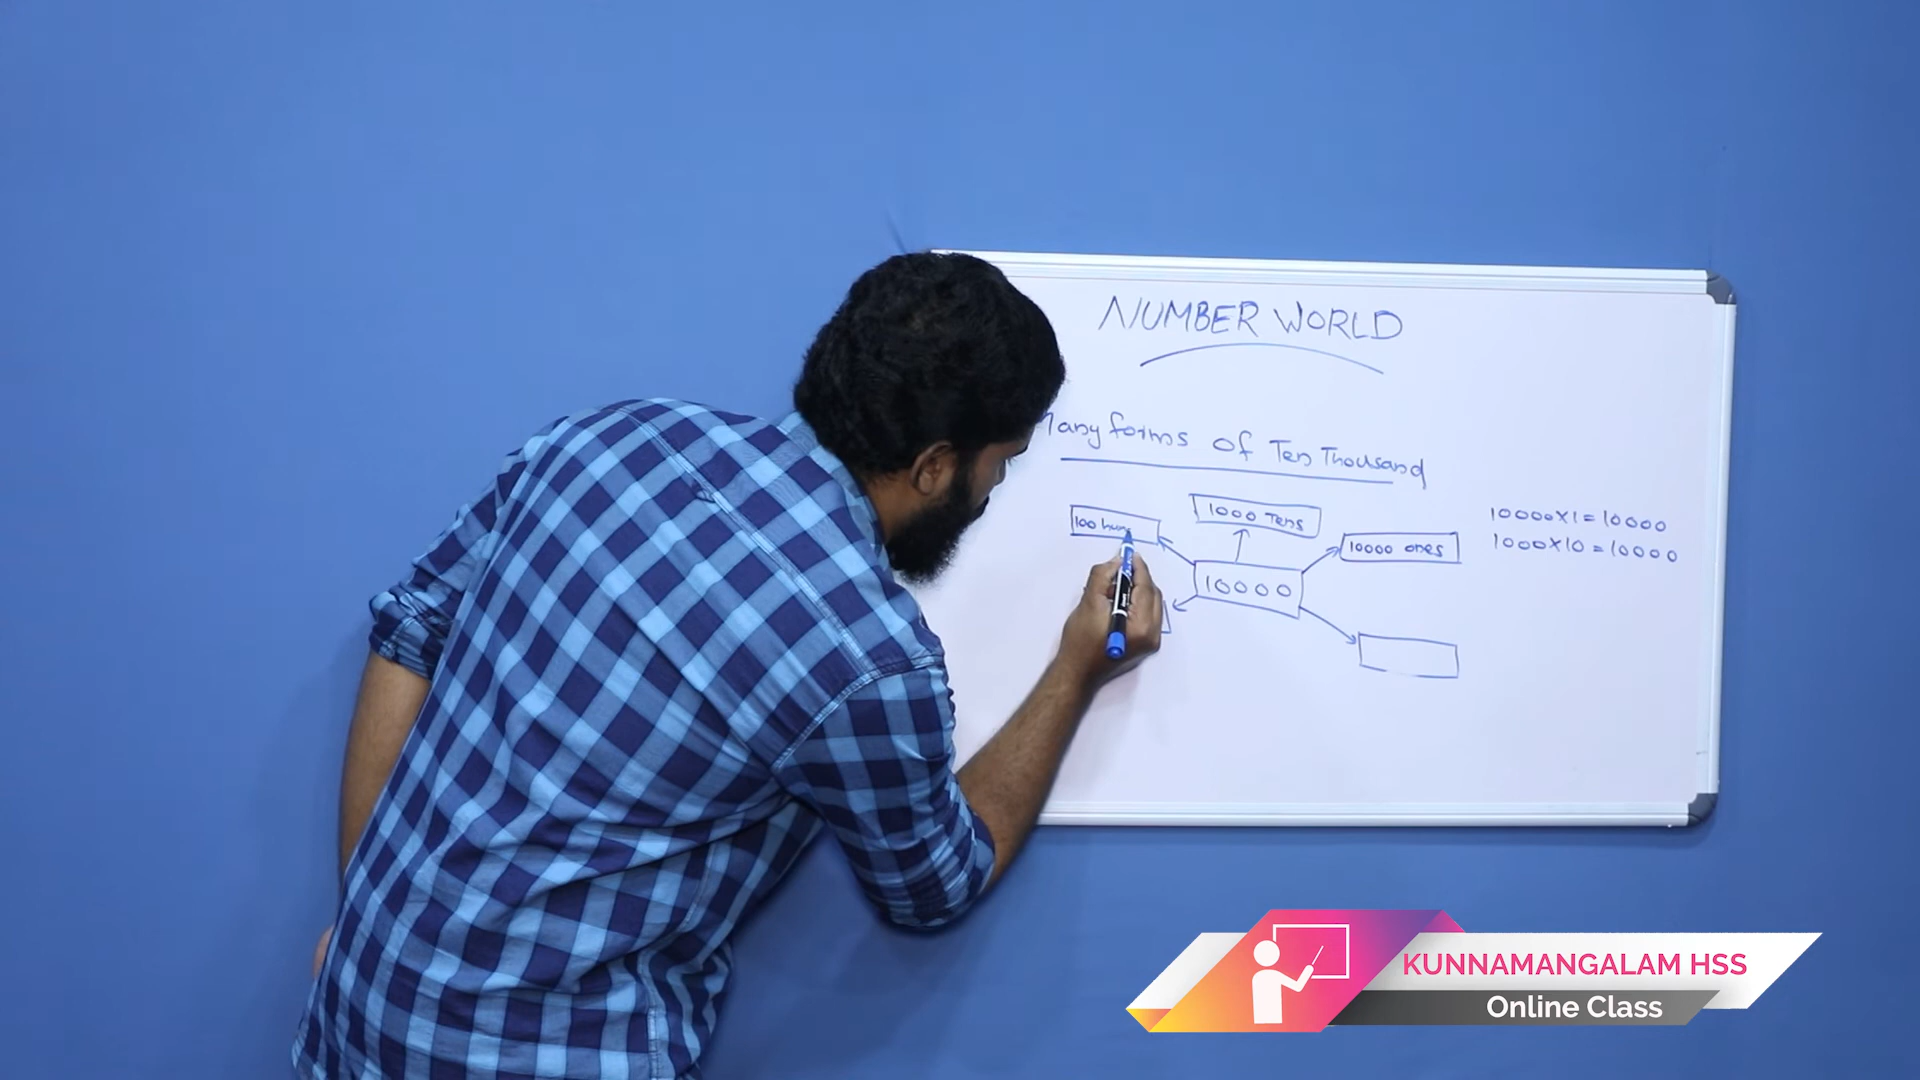 NUMBER WORLD
Many forms of Ten Thousand
100 hun
1000 Tens
10000 ones
10000
10000×1=10000
1000×10=10000
KUNNAMANGALAM HSS
Online Class